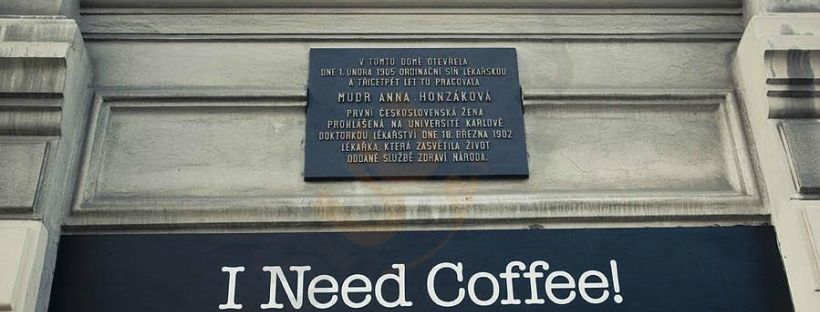 V TOMTO DOMĚ OTEVŘELA
DNE 1. ÚNORA 1905 ORDINAČNÍ SÍŇ LÉKAŘSKOU
A TŘICETPĚT LET TU PRACOVALA
MUDR ANNA HONZÁKOVÁ
PRVNÍ ČESKOSLOVENSKÁ ŽENA
PROHLÁŠENÁ NA UNIVERSITĚ KARLOVĚ
DOKTORKOU LÉKAŘSTVÍ DNE 18. BŘEZNA 1902
LÉKAŘKA, KTERÁ ZASVĚTILA ŽIVOT
ODDANÉ SLUŽBĚ ZDRAVÍ NÁRODA.
I Need Coffee!